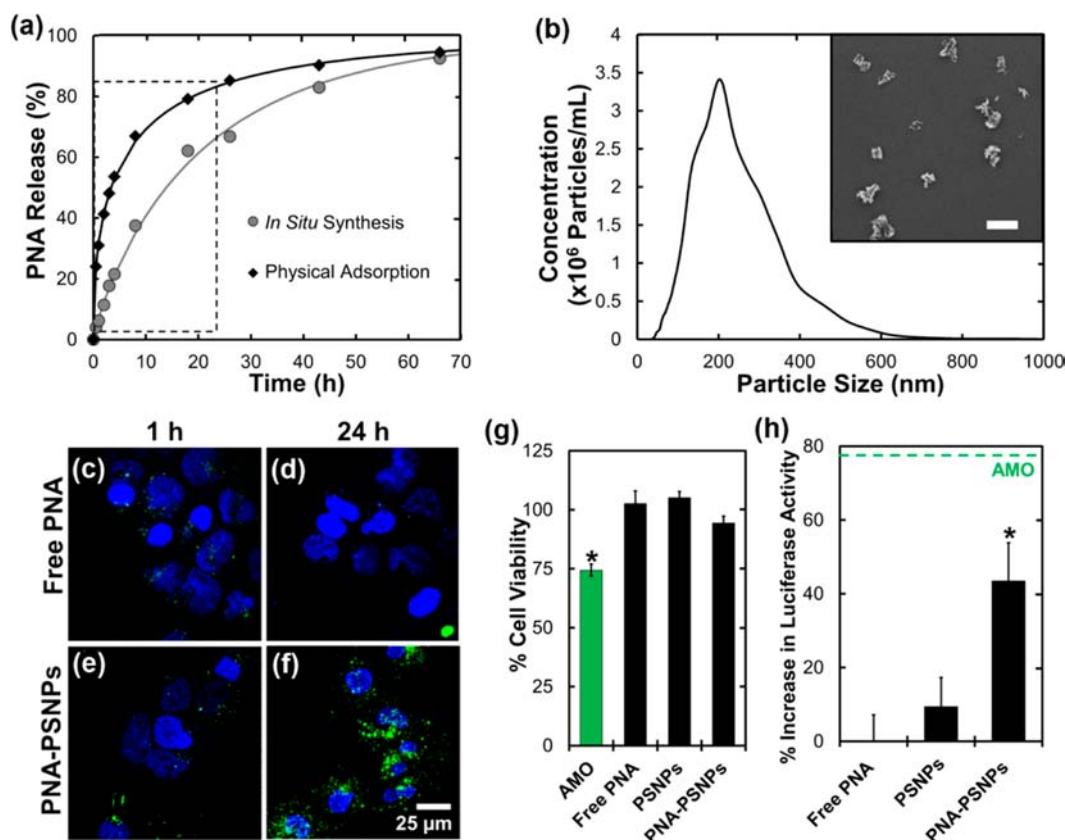 (a)
100
80
60
40
20
0
PNA Release (%)
In Situ Synthesis
Physical Adsorption
0 10 20 30 40 50 60 70
Time (h)
(b)
4
3.5
3
2.5
2
1.5
1
0.5
0
Concentration
(x10⁶ Particles/mL)
0 200 400 600 800 1000
Particle Size (nm)
1 h 24 h
Free PNA
(c) (d)
PNA-PSNPs
(e) (f)
25 µm
(g)
125
100
75
50
25
0
% Cell Viability
*
AMO Free PNA PSNPs PNA-PSNPs
(h)
80
60
40
20
0
% Increase in Luciferase Activity
AMO
*
Free PNA PSNPs PNA-PSNPs